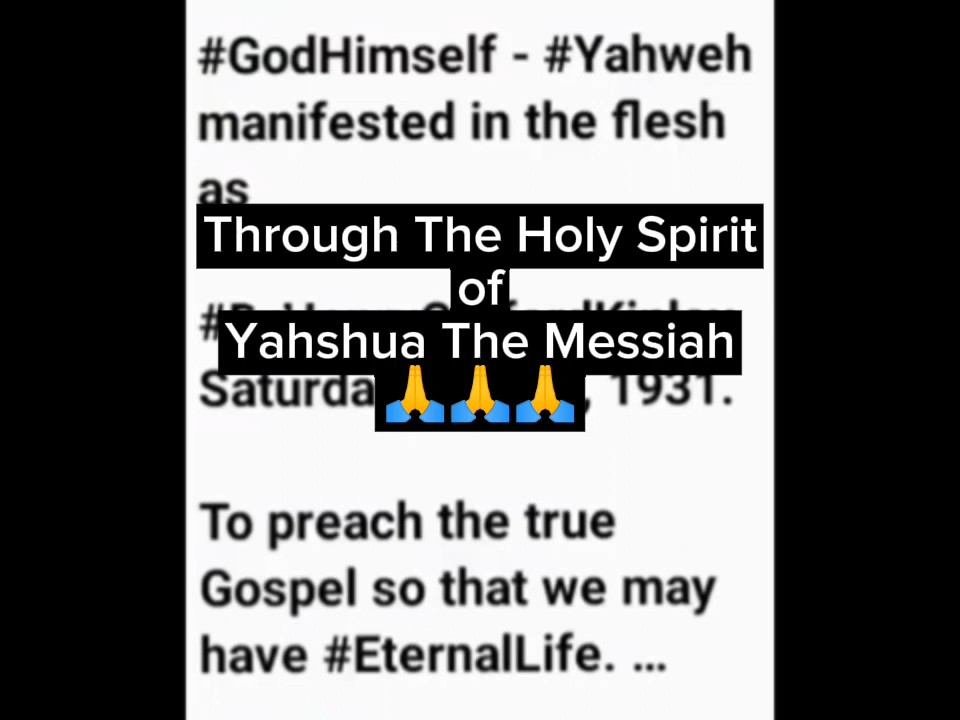 #GodHimself - #Yahweh
manifested in the flesh
as
Through The Holy Spirit
of
Yahshua The Messiah
🙏🙏🙏
, 1931.
To preach the true
Gospel so that we may
have #EternalLife. ...